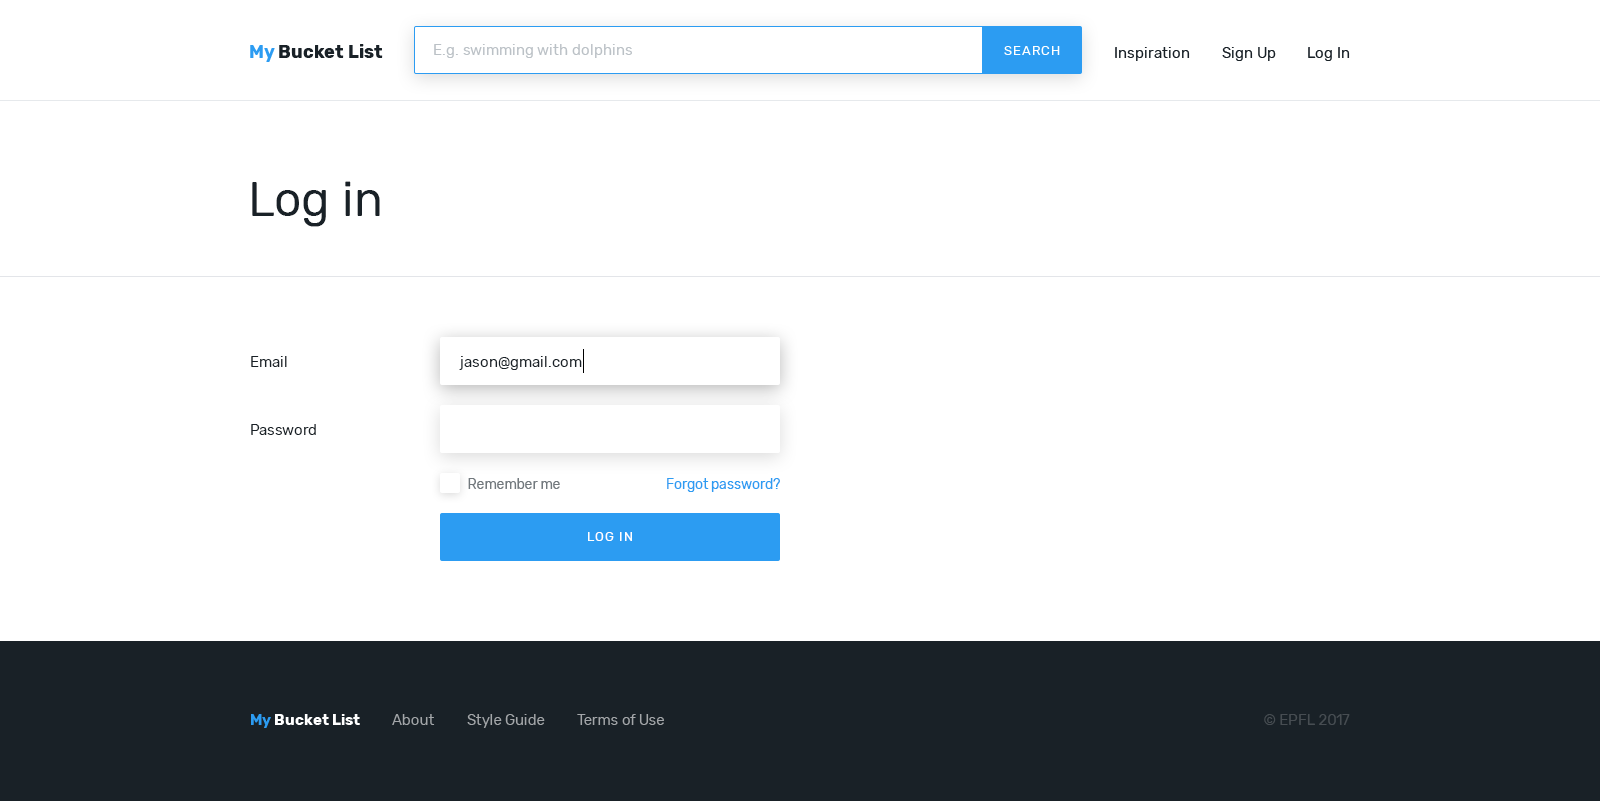 My Bucket List
E.g. swimming with dolphins
SEARCH
Inspiration
Sign Up
Log In
Log in
Email
jason@gmail.com
Password
Remember me
Forgot password?
LOG IN
My Bucket List
About
Style Guide
Terms of Use
© EPFL 2017